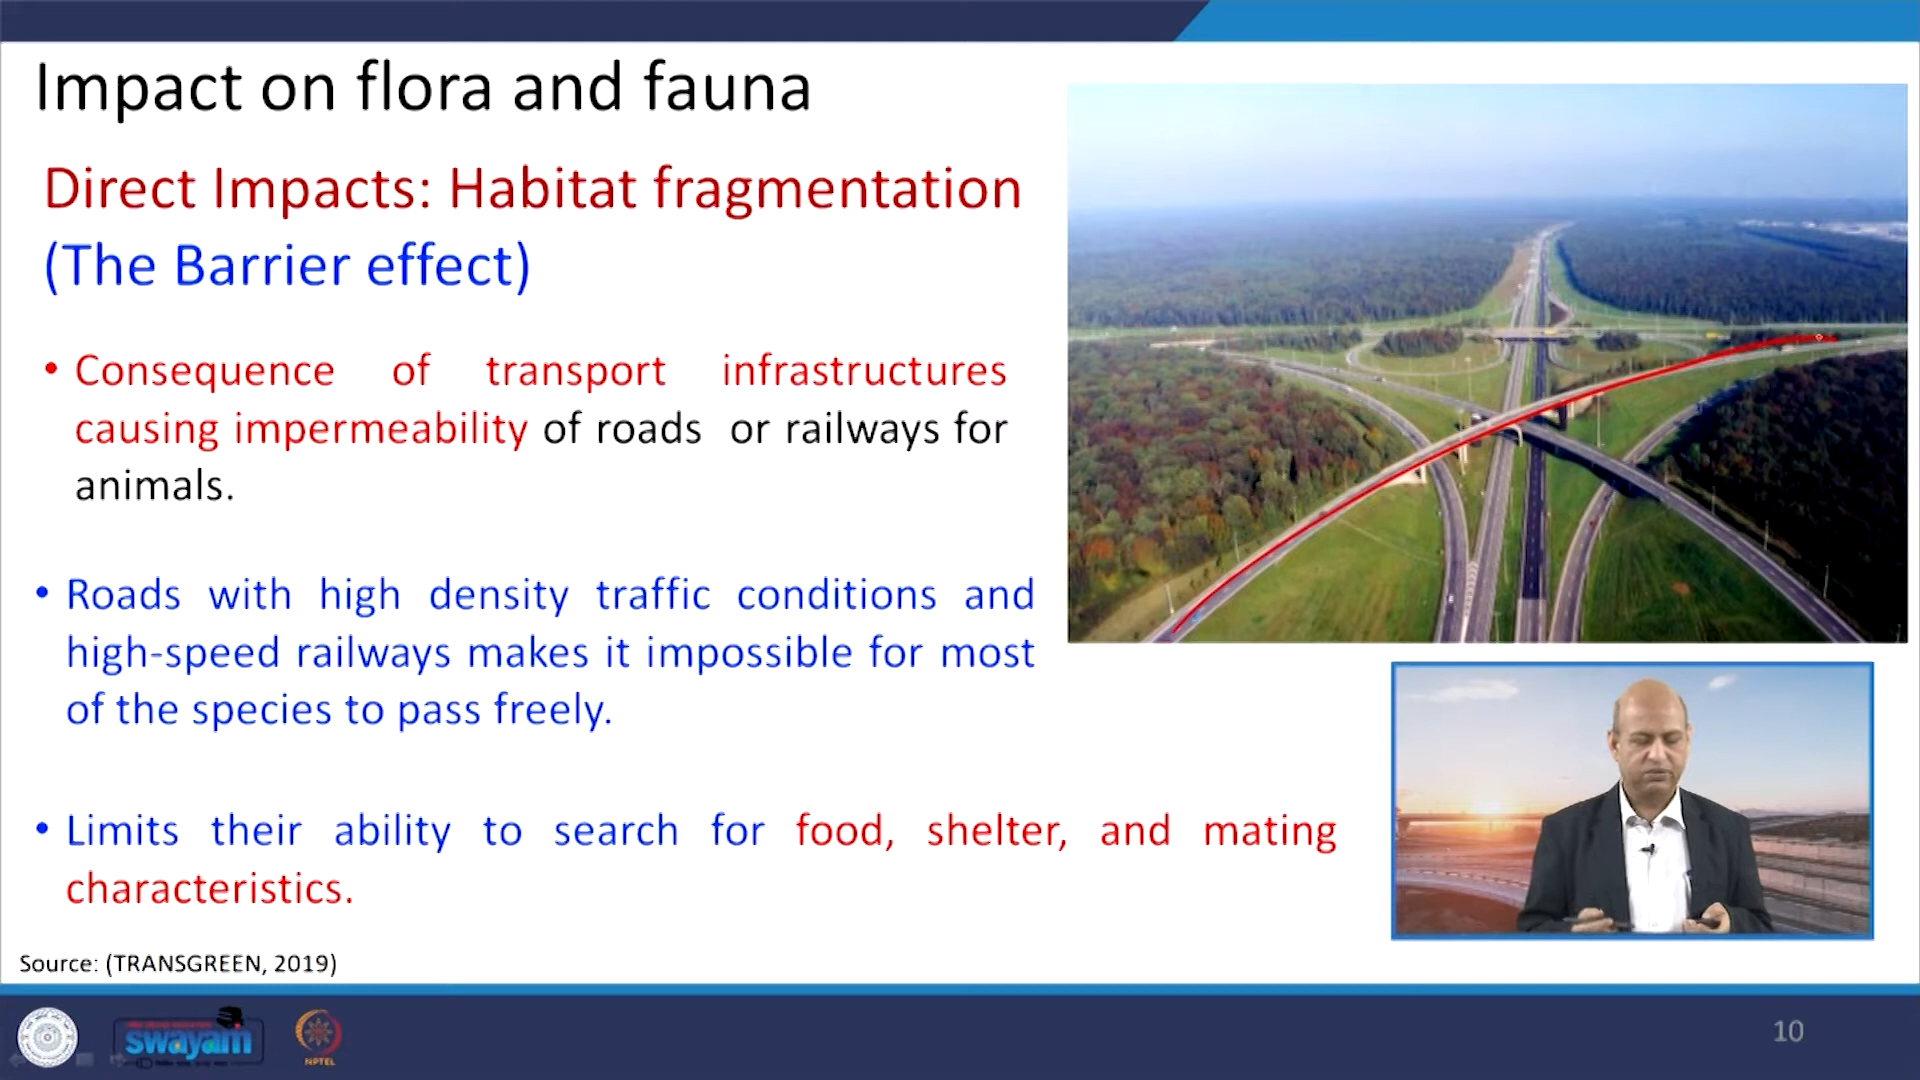 Impact on flora and fauna
Direct Impacts: Habitat fragmentation
(The Barrier effect)
• Consequence of transport infrastructures
causing impermeability of roads or railways for
animals.
• Roads with high density traffic conditions and
high-speed railways makes it impossible for most
of the species to pass freely.
• Limits their ability to search for food, shelter, and mating
characteristics.
Source: (TRANSGREEN, 2019)
swayam
NPTEL
10